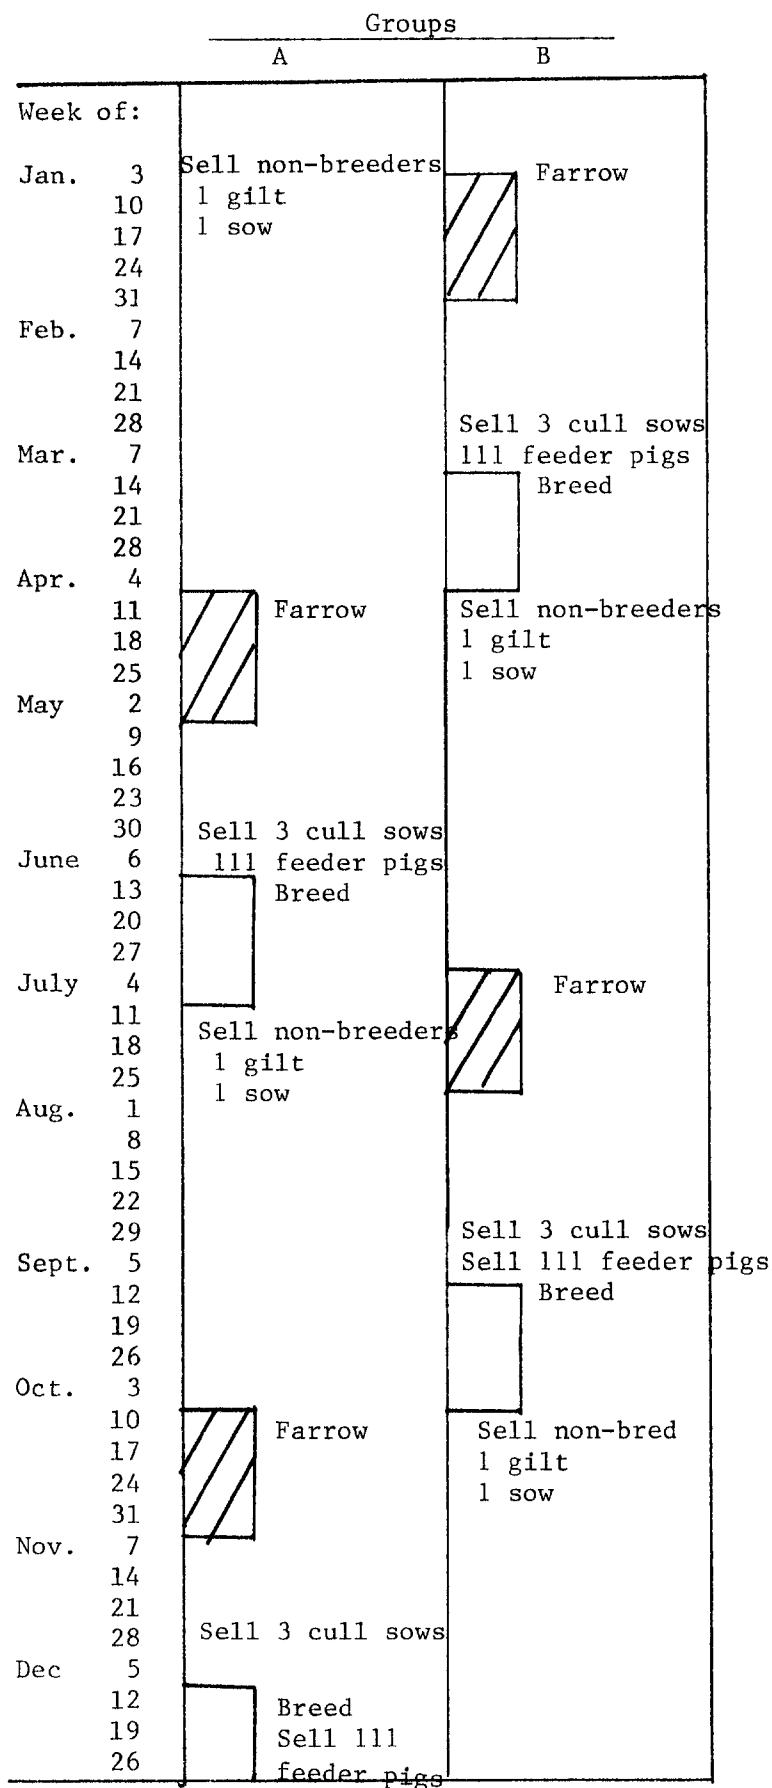 Groups
A B
Week of:
Jan. 3 Sell non-breeders Farrow
10 1 gilt
17 1 sow
24
31
Feb. 7
14
21
28 Sell 3 cull sows
Mar. 7 111 feeder pigs
14 Breed
21
28
Apr. 4
11 Farrow Sell non-breeders
18 1 gilt
25 1 sow
May 2
9
16
23
30 Sell 3 cull sows
June 6 111 feeder pigs
13 Breed
20
27
July 4 Farrow
11
18 Sell non-breeders
25 1 gilt
Aug. 1 1 sow
8
15
22
29 Sell 3 cull sows
Sept. 5 Sell 111 feeder pigs
12 Breed
19
26
Oct. 3
10 Farrow Sell non-bred
17 1 gilt
24 1 sow
31
Nov. 7
14
21
28 Sell 3 cull sows
Dec 5
12 Breed
19 Sell 111
26 feeder pigs